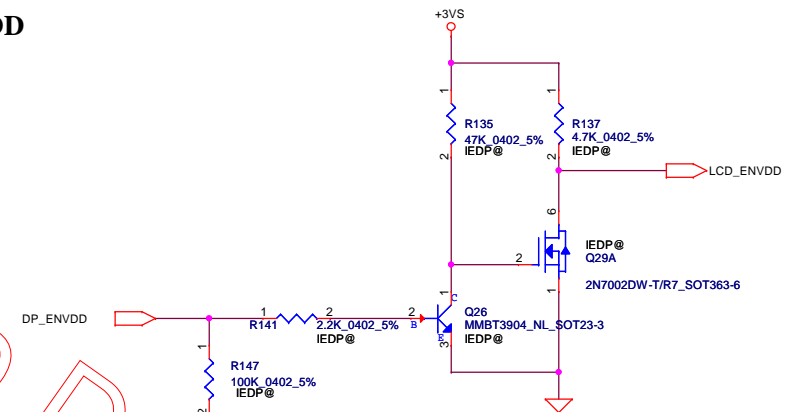 DD
+3VS
1
1
R135
47K_0402_5%
IEDP@
R137
4.7K_0402_5%
IEDP@
2
2
LCD_ENVDD
6
IEDP@
Q29A
2
2N7002DW-T/R7_SOT363-6
1
1
C
DP_ENVDD
1
R141
2
2.2K_0402_5%
IEDP@
2
B
Q26
MMBT3904_NL_SOT23-3
IEDP@
E
3
1
R147
100K_0402_5%
IEDP@
2